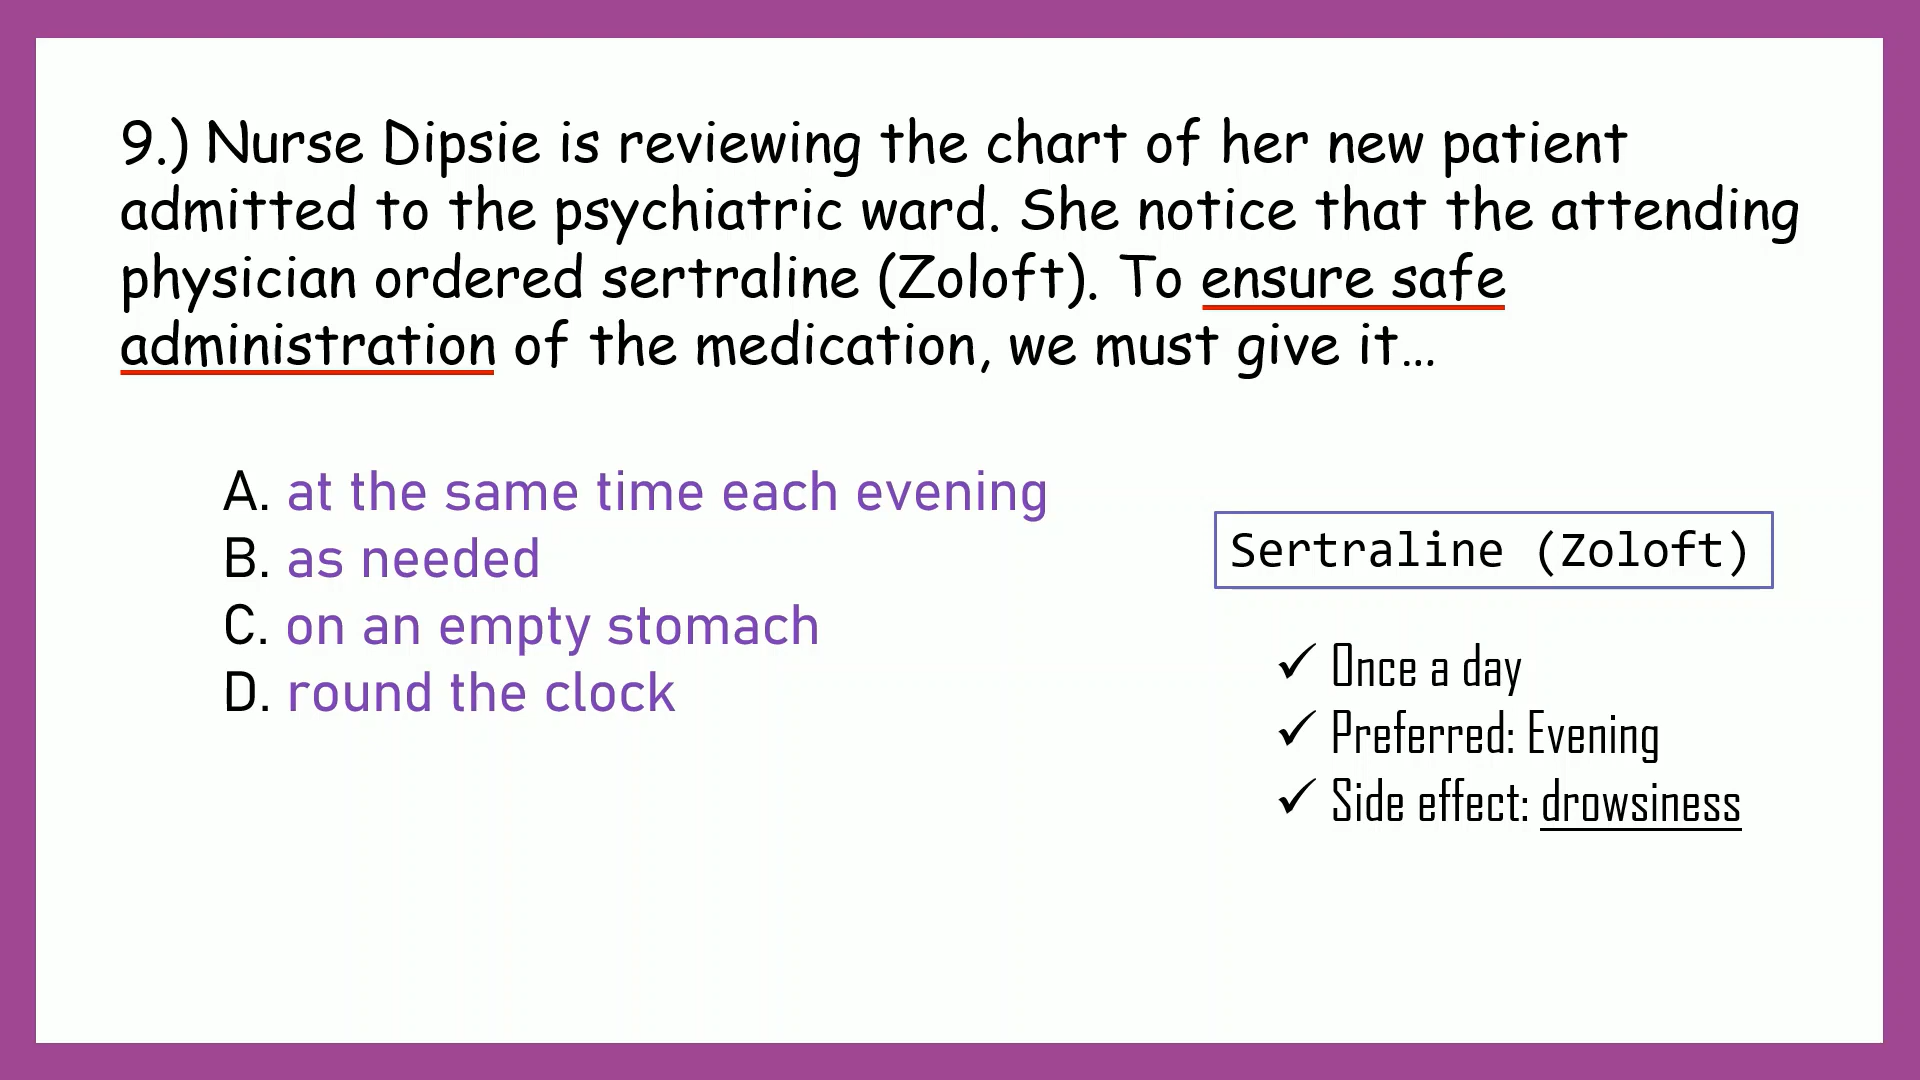 9.) Nurse Dipsie is reviewing the chart of her new patient
admitted to the psychiatric ward. She notice that the attending
physician ordered sertraline (Zoloft). To ensure safe
administration of the medication, we must give it...
A. at the same time each evening
B. as needed
C. on an empty stomach
D. round the clock
Sertraline (Zoloft)
✓ Once a day
✓ Preferred: Evening
✓ Side effect: drowsiness